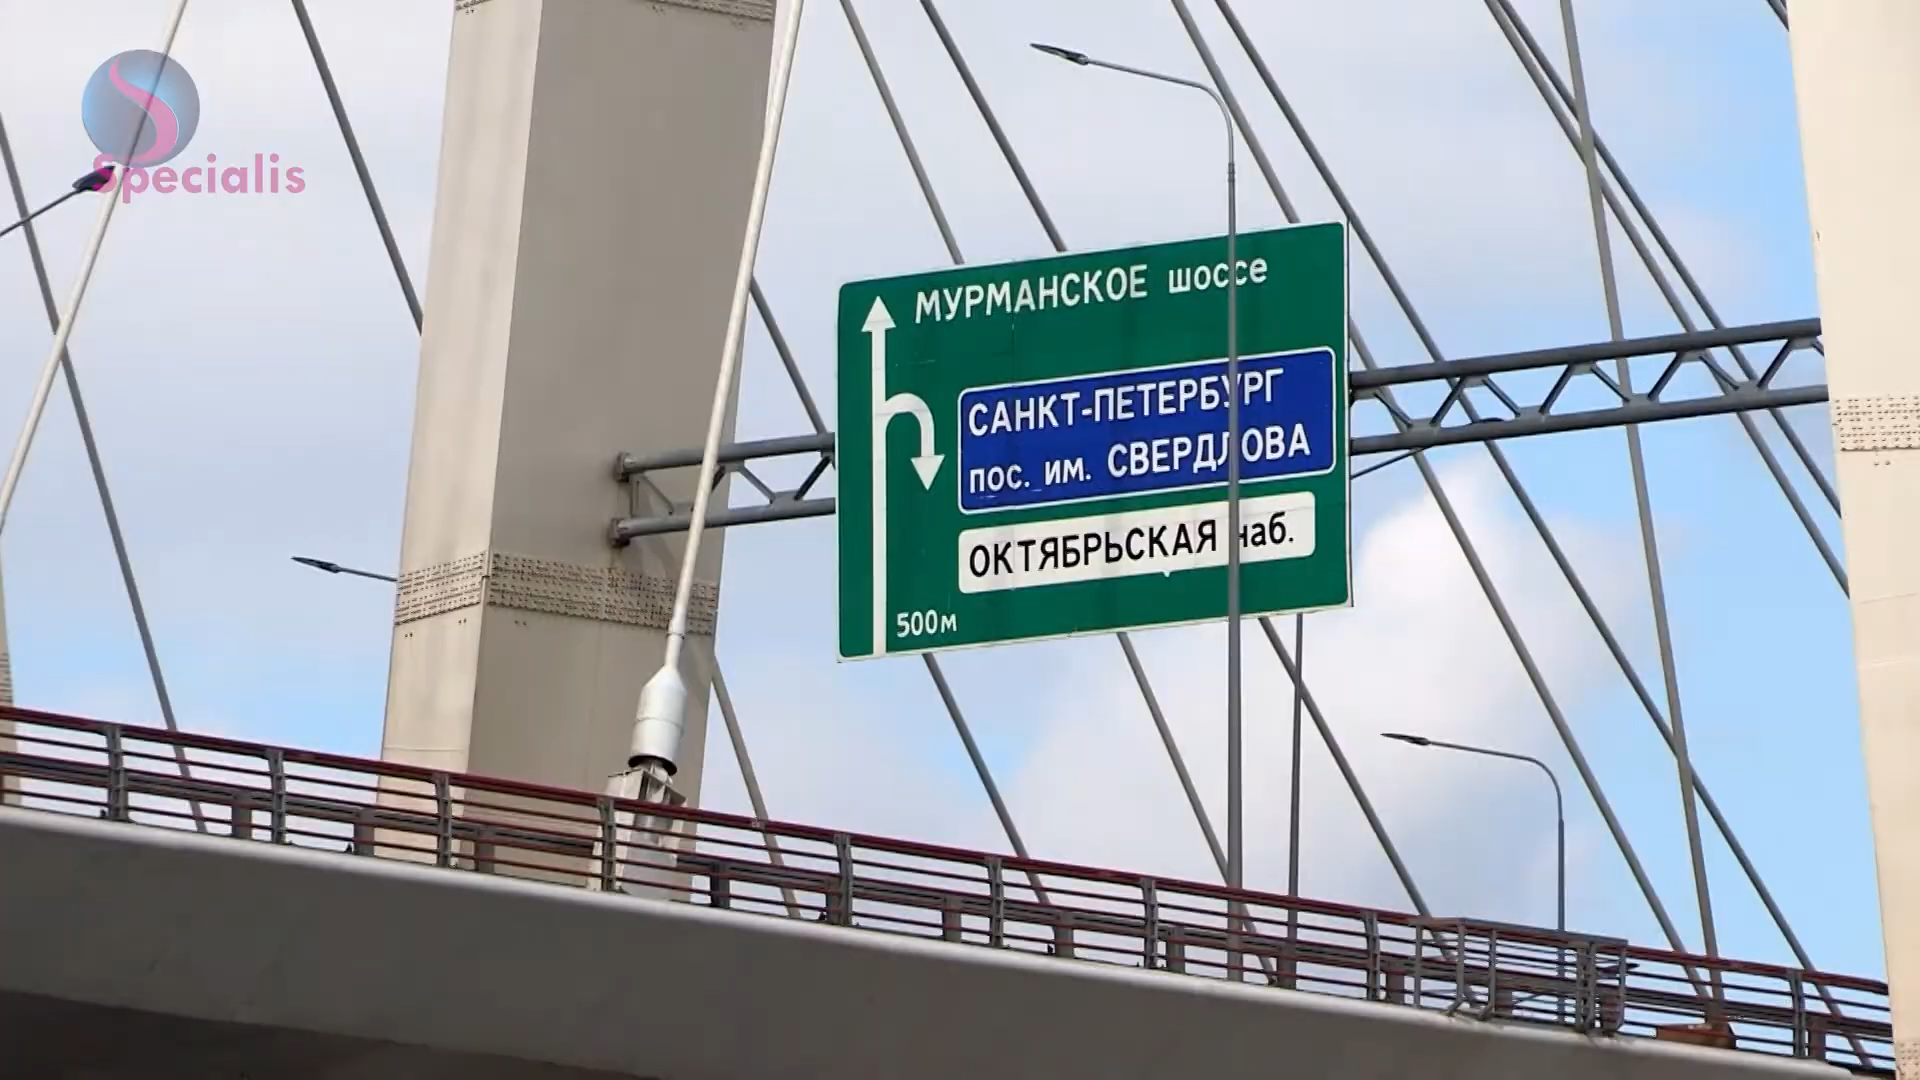 Specialis
МУРМАНСКОЕ шоссе
САНКТ-ПЕТЕРБУРГ
пос. им. СВЕРДЛОВА
ОКТЯБРЬСКАЯ наб.
500м